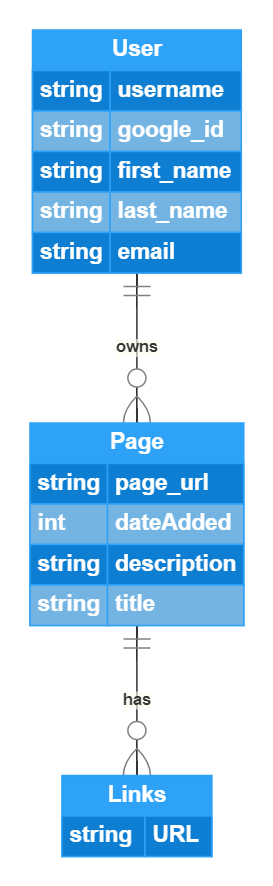 User
string username
string google_id
string first_name
string last_name
string email
owns
Page
string page_url
int dateAdded
string description
string title
has
Links
string URL